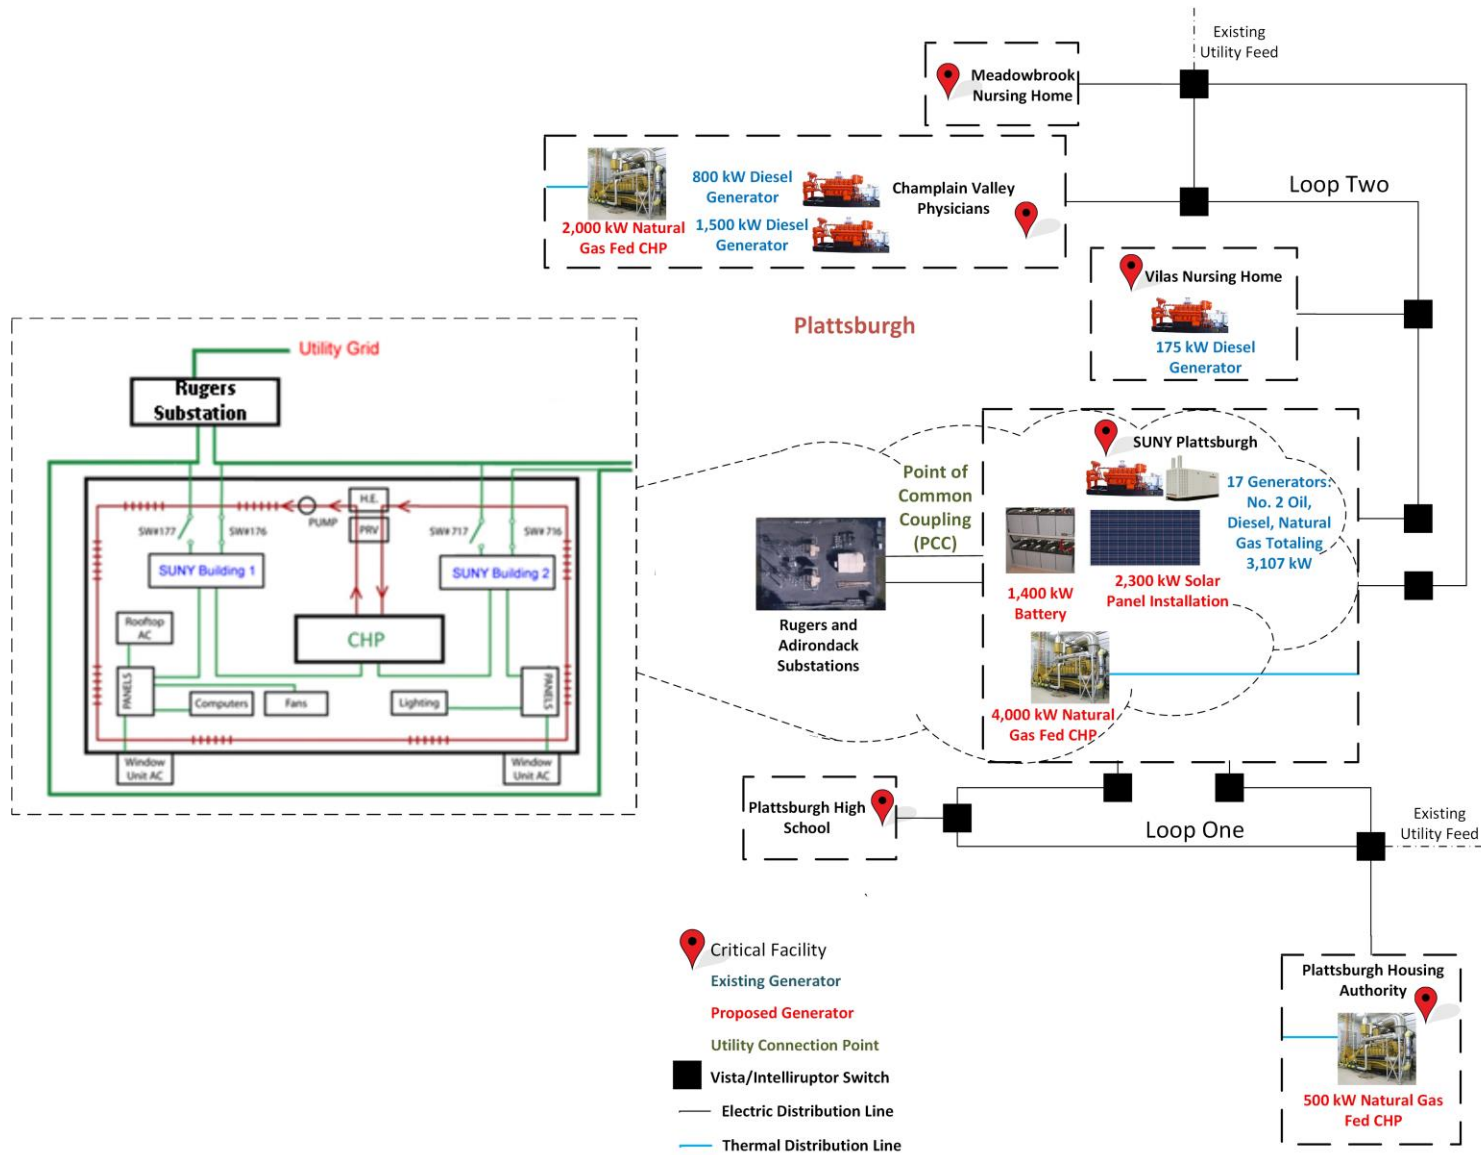 Existing
Utility Feed
Meadowbrook
Nursing Home
800 kW Diesel
Generator
Champlain Valley
Physicians
Loop Two
2,000 kW Natural
Gas Fed CHP
1,500 kW Diesel
Generator
Vilas Nursing Home
175 kW Diesel
Generator
Plattsburgh
Utility Grid
Rugers
Substation
H.E.
PRV
PUMP
SW#177
SW#176
SW#717
SW#716
SUNY Building 1
SUNY Building 2
Rooftop
AC
CHP
PANELS
Computers
Fans
Lighting
PANELS
Window
Unit AC
Window
Unit AC
Point of
Common
Coupling
(PCC)
Rugers and
Adirondack
Substations
SUNY Plattsburgh
17 Generators:
No. 2 Oil,
Diesel, Natural
Gas Totaling
3,107 kW
1,400 kW
Battery
2,300 kW Solar
Panel Installation
4,000 kW Natural
Gas Fed CHP
Plattsburgh High
School
Loop One
Existing
Utility Feed
Plattsburgh Housing
Authority
500 kW Natural Gas
Fed CHP
Critical Facility
Existing Generator
Proposed Generator
Utility Connection Point
Vista/Intelliruptor Switch
Electric Distribution Line
Thermal Distribution Line